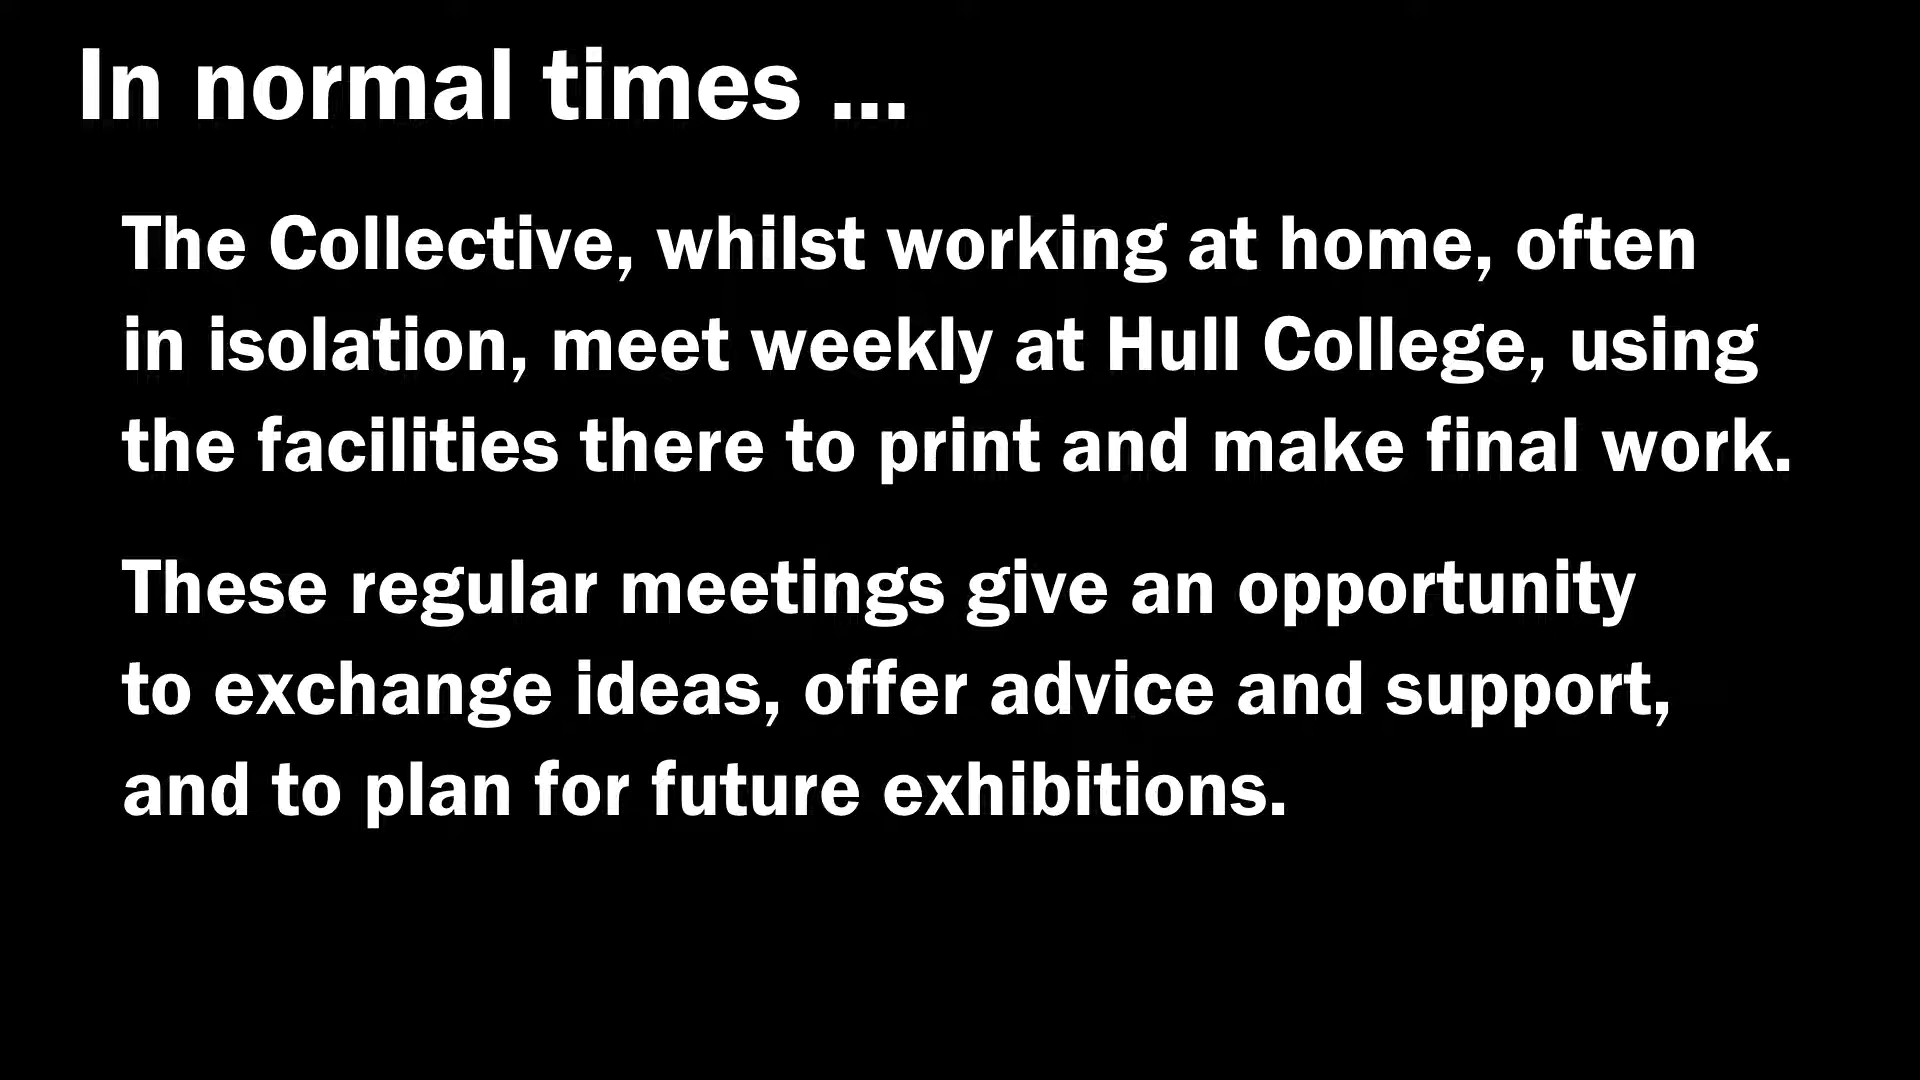 In normal times ...
The Collective, whilst working at home, often
in isolation, meet weekly at Hull College, using
the facilities there to print and make final work.
These regular meetings give an opportunity
to exchange ideas, offer advice and support,
and to plan for future exhibitions.